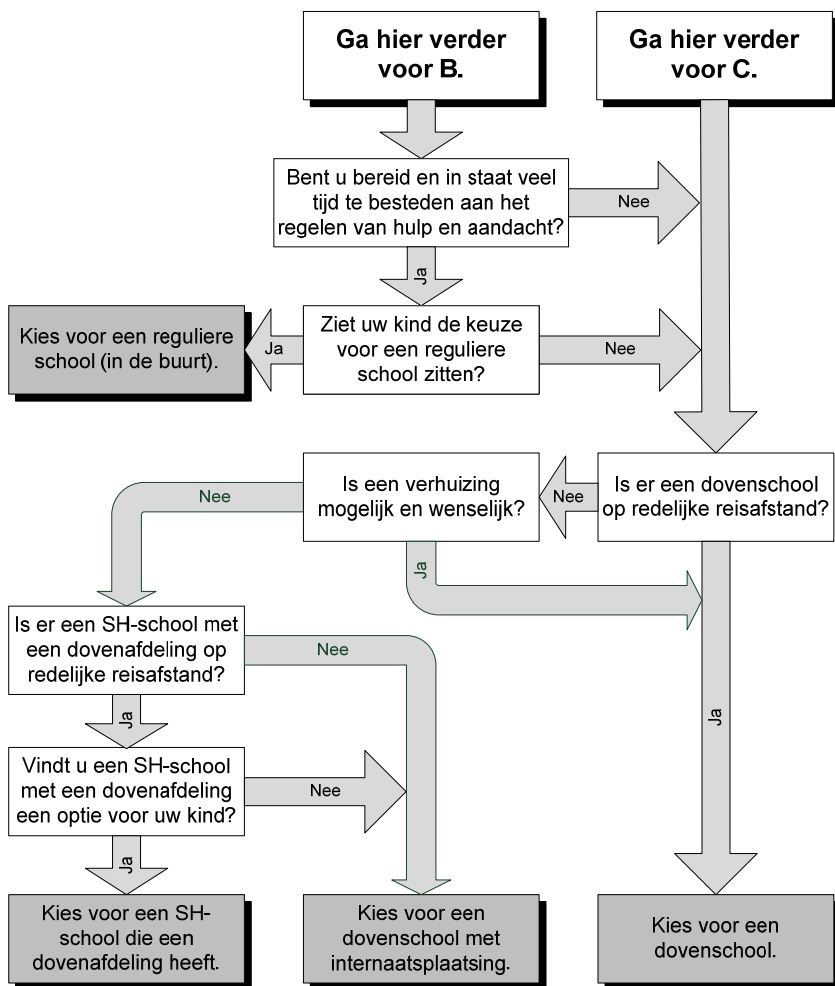 Ga hier verder
voor B.
Ga hier verder
voor C.
Bent u bereid en in staat veel
tijd te besteden aan het
regelen van hulp en aandacht?
Nee
Ja
Kies voor een reguliere
school (in de buurt).
Ja
Ziet uw kind de keuze
voor een reguliere
school zitten?
Nee
Nee
Is een verhuizing
mogelijk en wenselijk?
Nee
Is er een dovenschool
op redelijke reisafstand?
Ja
Is er een SH-school met
een dovenafdeling op
redelijke reisafstand?
Nee
Ja
Ja
Vindt u een SH-school
met een dovenafdeling
een optie voor uw kind?
Nee
Ja
Kies voor een SH-
school die een
dovenafdeling heeft.
Kies voor een
dovenschool met
internaatsplaatsing.
Kies voor een
dovenschool.